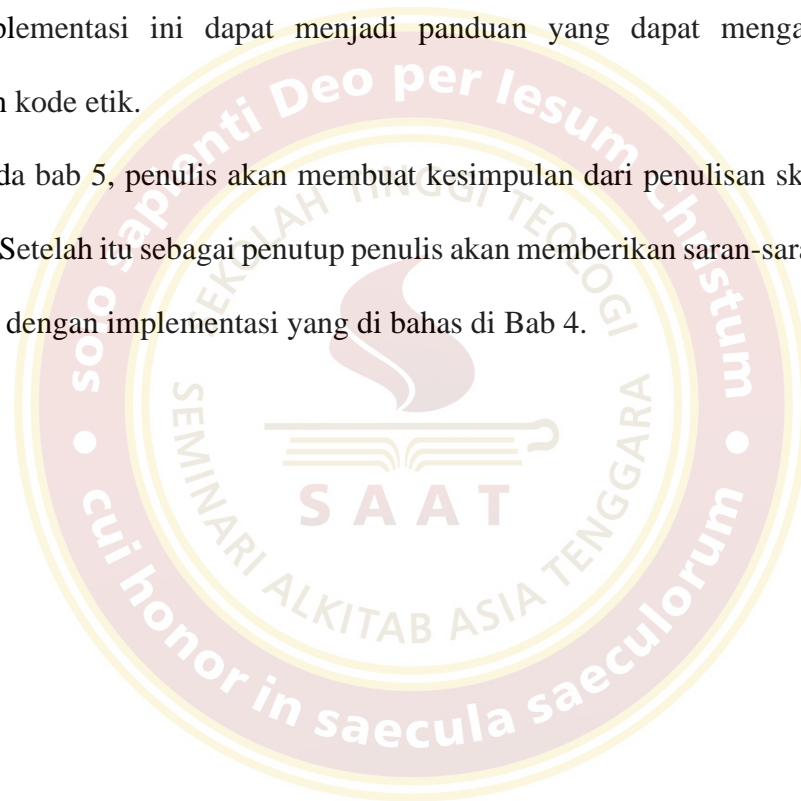 plementasi ini dapat menjadi panduan yang dapat menga
n kode etik.
da bab 5, penulis akan membuat kesimpulan dari penulisan sk
Setelah itu sebagai penutup penulis akan memberikan saran-sara
dengan implementasi yang di bahas di Bab 4.
soio sapienti Deo per Iesum Christum
SEKOLAH TINGGI TEOLOGI
SAAT
SEMINARI ALKITAB ASIA TENGGARA
cui honor in saecula saeculorum